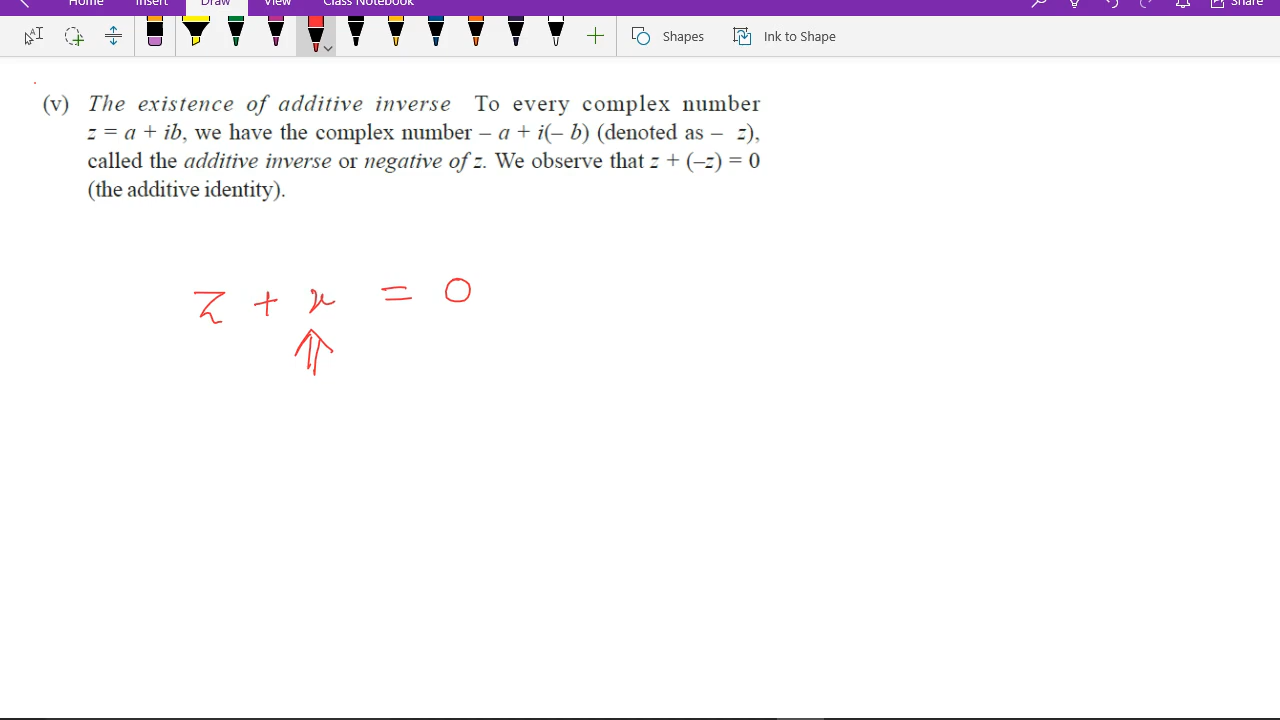 Home Insert Draw View Class Notebook Share
Shapes Ink to Shape
(v) The existence of additive inverse To every complex number
z = a + ib, we have the complex number – a + i(– b) (denoted as – z),
called the additive inverse or negative of z. We observe that z + (–z) = 0
(the additive identity).
z + x = 0